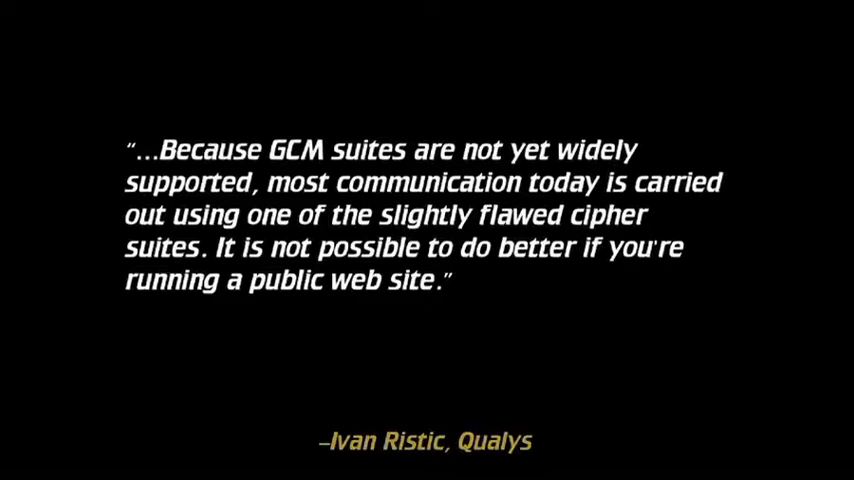 “...Because GCM suites are not yet widely
supported, most communication today is carried
out using one of the slightly flawed cipher
suites. It is not possible to do better if you're
running a public web site.”
–Ivan Ristic, Qualys